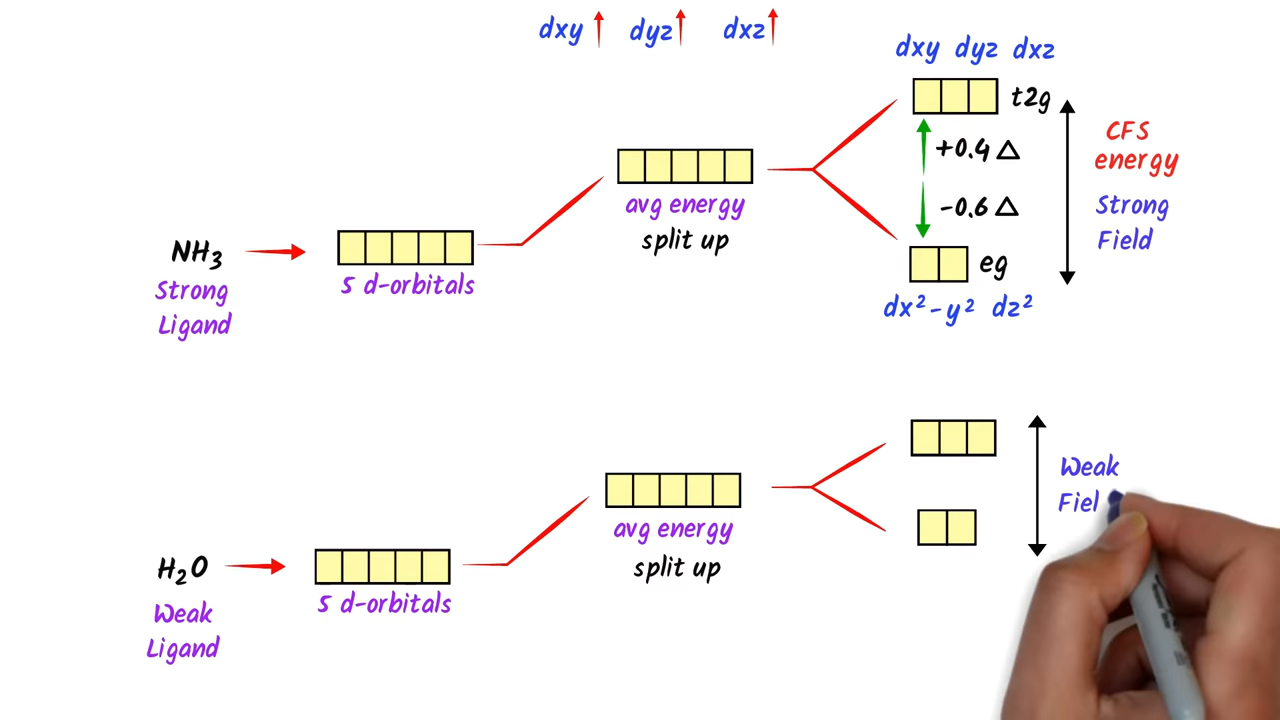 dxy dyz dxz
dxy dyz dxz
t2g
+0.4 △
-0.6 △
CFS
energy
Strong
Field
eg
dx²-y² dz²
avg energy
split up
NH₃
Strong
Ligand
5 d-orbitals
Weak
Fiel
avg energy
split up
H₂O
Weak
Ligand
5 d-orbitals